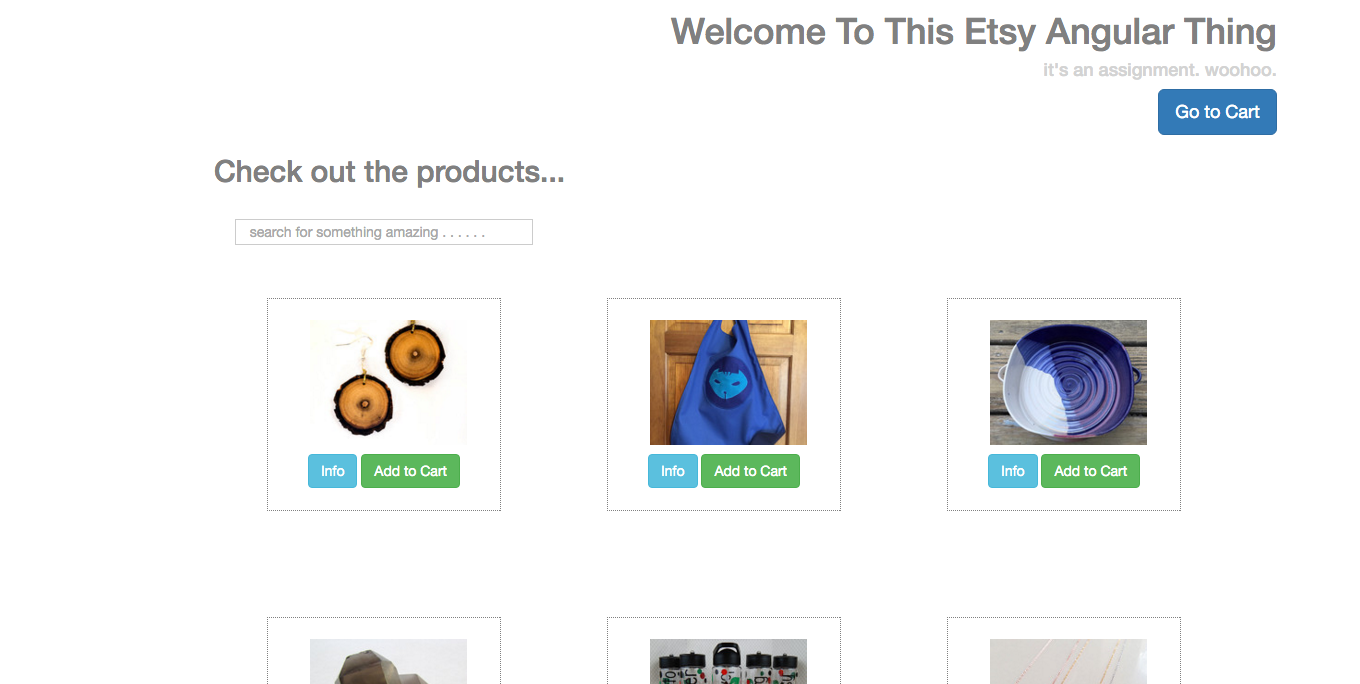 Welcome To This Etsy Angular Thing
it's an assignment. woohoo.
Go to Cart
Check out the products...
search for something amazing . . . . . .
Info Add to Cart
Info Add to Cart
Info Add to Cart